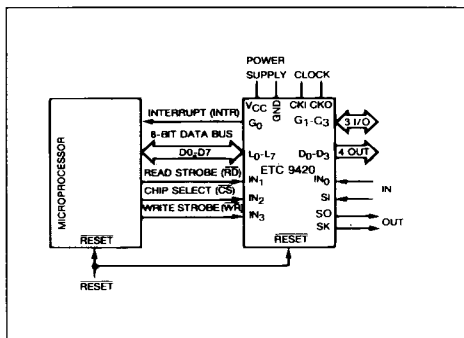 POWER SUPPLY
CLOCK
VCC
GND
CKI
CKO
MICROPROCESSOR
INTERRUPT (INTR)
G0
G1-G3
3 I/O
8-BIT DATA BUS
D0-D7
L0-L7
D0-D3
4 OUT
ETC 9420
READ STROBE (RD)
IN1
IN0
IN
CHIP SELECT (CS)
IN2
SI
WRITE STROBE (WR)
IN3
SO
OUT
SK
RESET
RESET
RESET